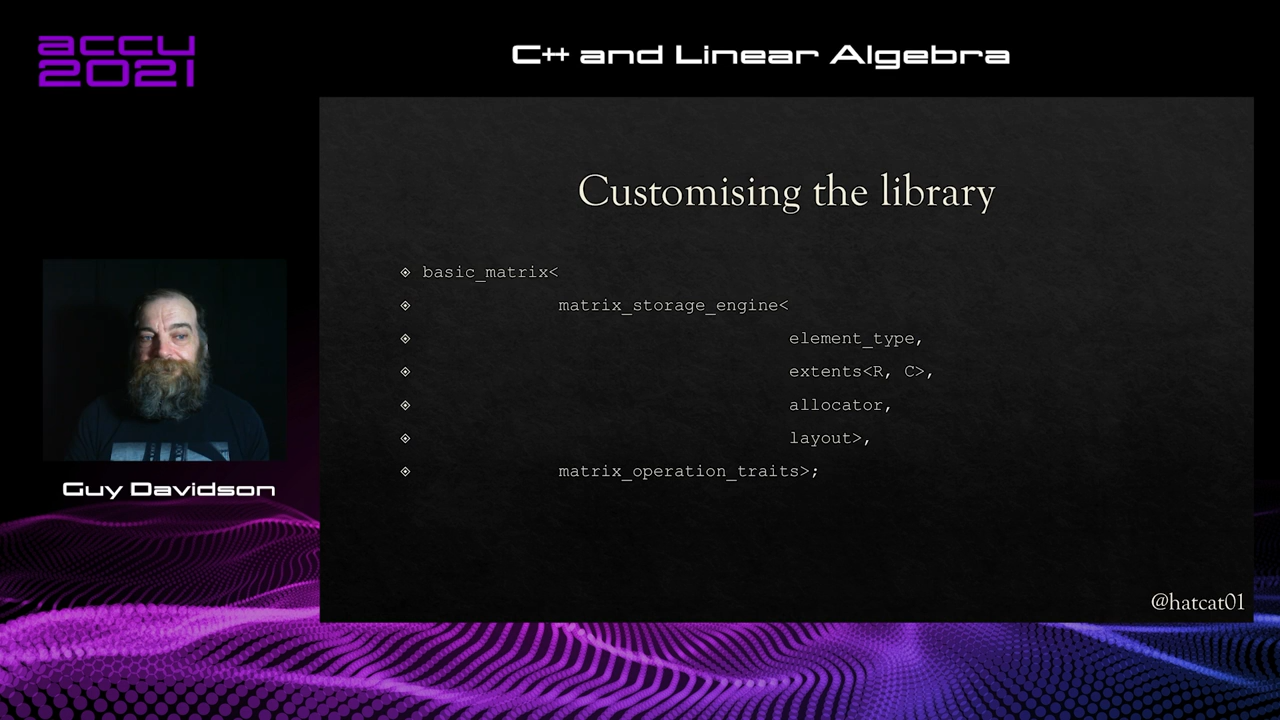 accu
2021
C++ and Linear Algebra
Customising the library
basic_matrix<
matrix_storage_engine<
element_type,
extents<R, C>,
allocator,
layout>,
matrix_operation_traits>;
Guy Davidson
@hatcat01